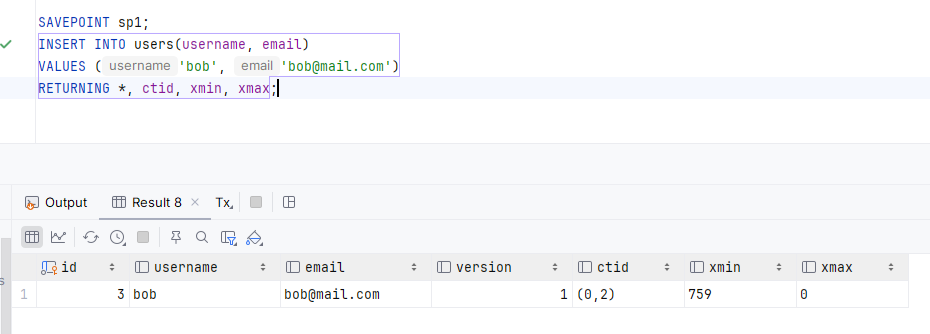 SAVEPOINT sp1;
INSERT INTO users(username, email)
VALUES ( username 'bob', email 'bob@mail.com')
RETURNING *, ctid, xmin, xmax;
Output Result 8 × Tx
id username email version ctid xmin xmax
1 3 bob bob@mail.com 1 (0,2) 759 0
s